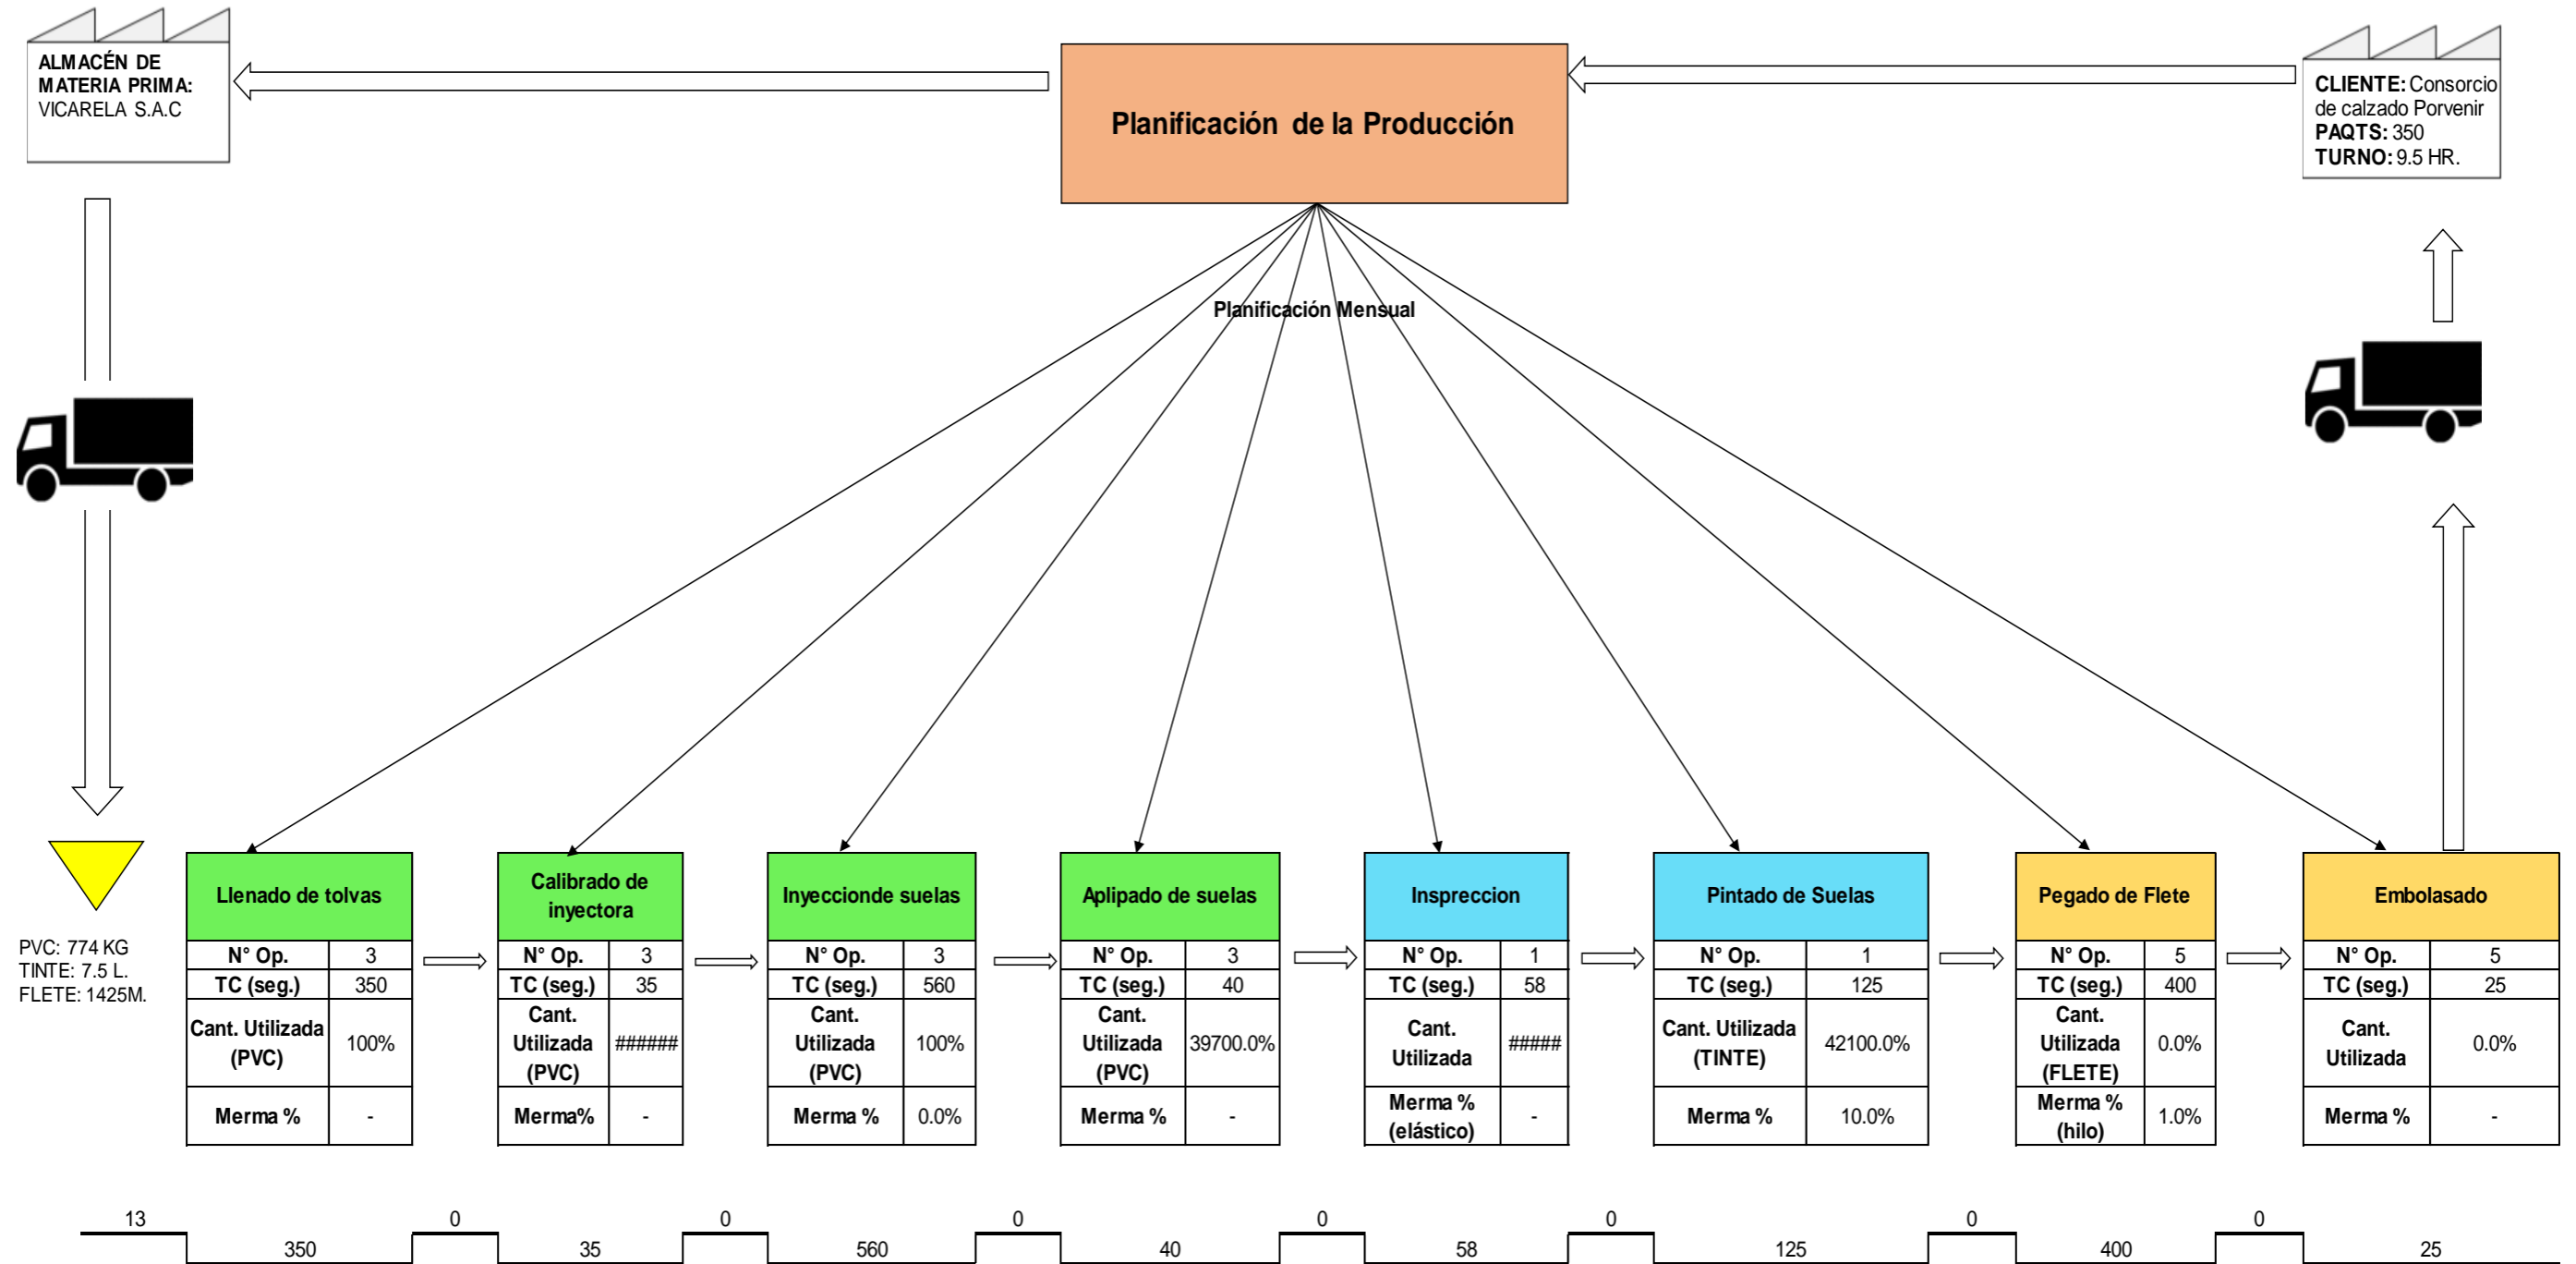 ALMACÉN DE
MATERIA PRIMA:
VICARELA S.A.C
Planificación de la Producción
CLIENTE: Consorcio
de calzado Porvenir
PAQTS: 350
TURNO: 9.5 HR.
Planificación Mensual
PVC: 774 KG
TINTE: 7.5 L.
FLETE: 1425M.
Llenado de tolvas
N° Op. 3
TC (seg.) 350
Cant. Utilizada
(PVC) 100%
Merma % -
Calibrado de
inyectora
N° Op. 3
TC (seg.) 35
Cant.
Utilizada ######
(PVC)
Merma% -
Inyeccionde suelas
N° Op. 3
TC (seg.) 560
Cant.
Utilizada 100%
(PVC)
Merma % 0.0%
Aplipado de suelas
N° Op. 3
TC (seg.) 40
Cant.
Utilizada 39700.0%
(PVC)
Merma % -
Inspreccion
N° Op. 1
TC (seg.) 58
Cant.
Utilizada #####
Merma %
(elástico) -
Pintado de Suelas
N° Op. 1
TC (seg.) 125
Cant. Utilizada
(TINTE) 42100.0%
Merma % 10.0%
Pegado de Flete
N° Op. 5
TC (seg.) 400
Cant.
Utilizada 0.0%
(FLETE)
Merma %
(hilo) 1.0%
Embolasado
N° Op. 5
TC (seg.) 25
Cant.
Utilizada 0.0%
Merma % -
13 0 0 0 0 0 0 0
350 35 560 40 58 125 400 25